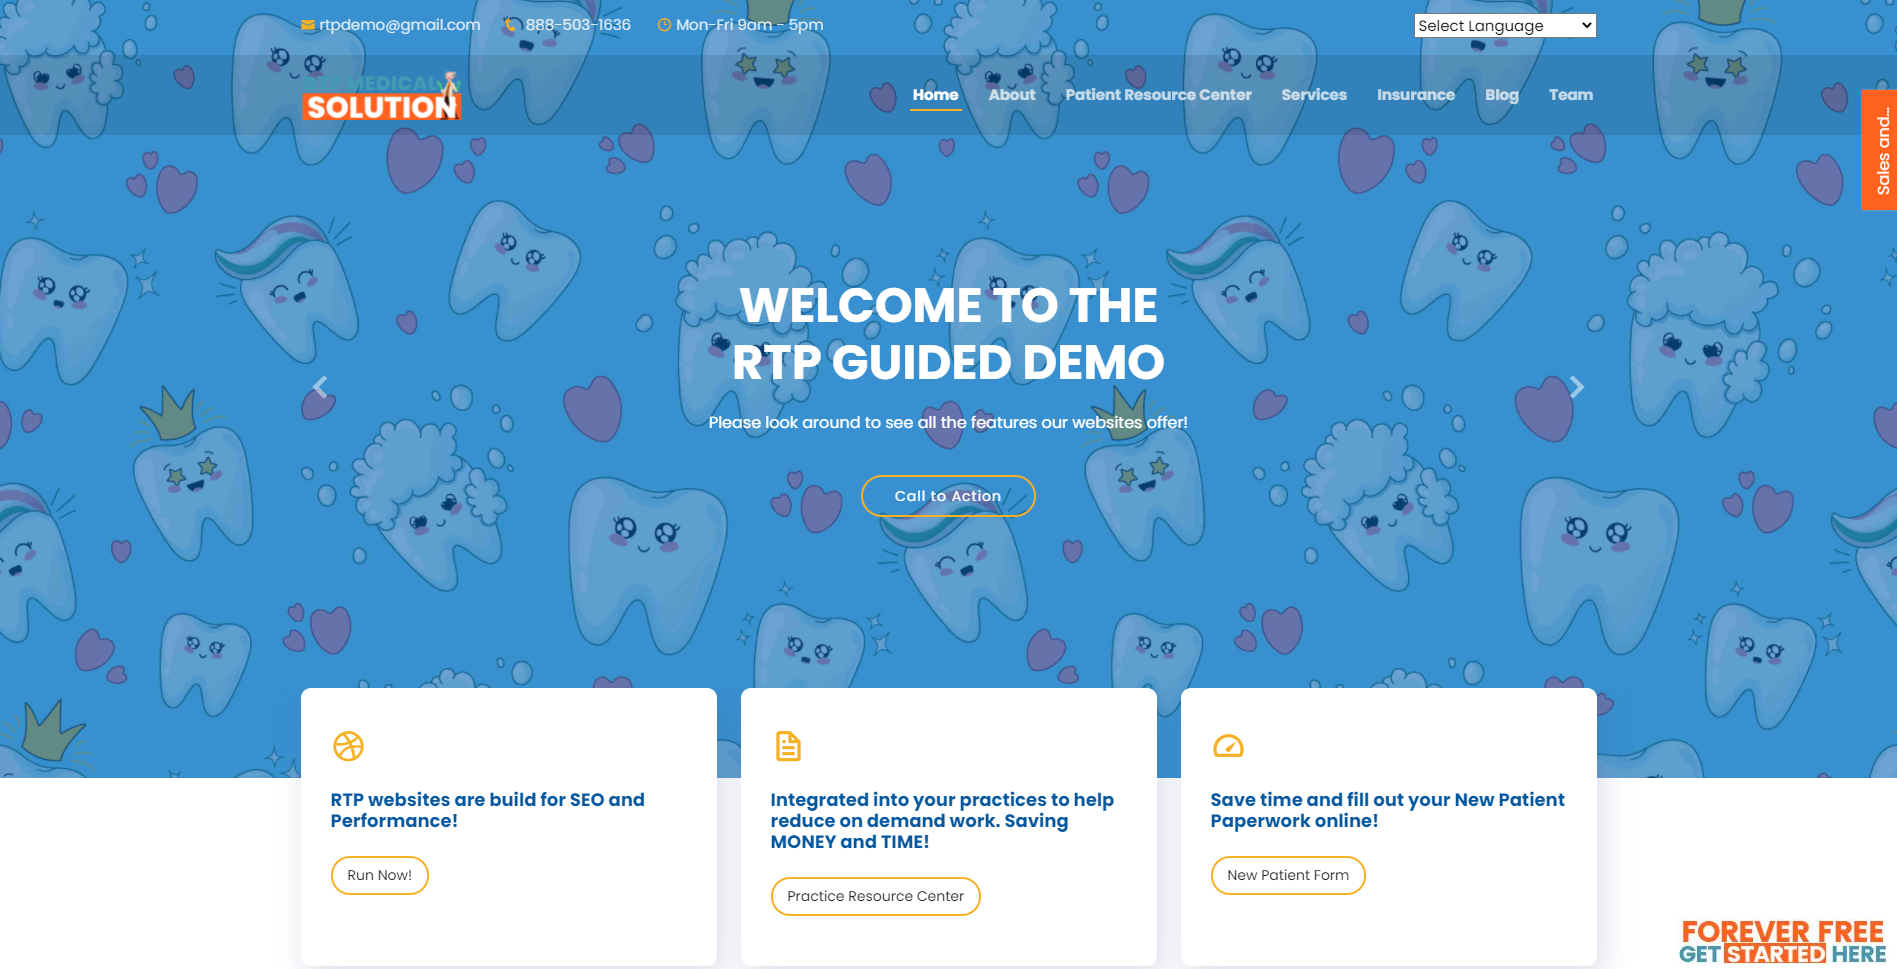 rtpdemo@gmail.com 888-503-1636 Mon-Fri 9am - 5pm
Select Language
RTP MEDICAL
SOLUTION
Home About Patient Resource Center Services Insurance Blog Team
Sales and...
WELCOME TO THE
RTP GUIDED DEMO
Please look around to see all the features our websites offer!
Call to Action
RTP websites are build for SEO and
Performance!
Run Now!
Integrated into your practices to help
reduce on demand work. Saving
MONEY and TIME!
Practice Resource Center
Save time and fill out your New Patient
Paperwork online!
New Patient Form
FOREVER FREE
GET STARTED HERE